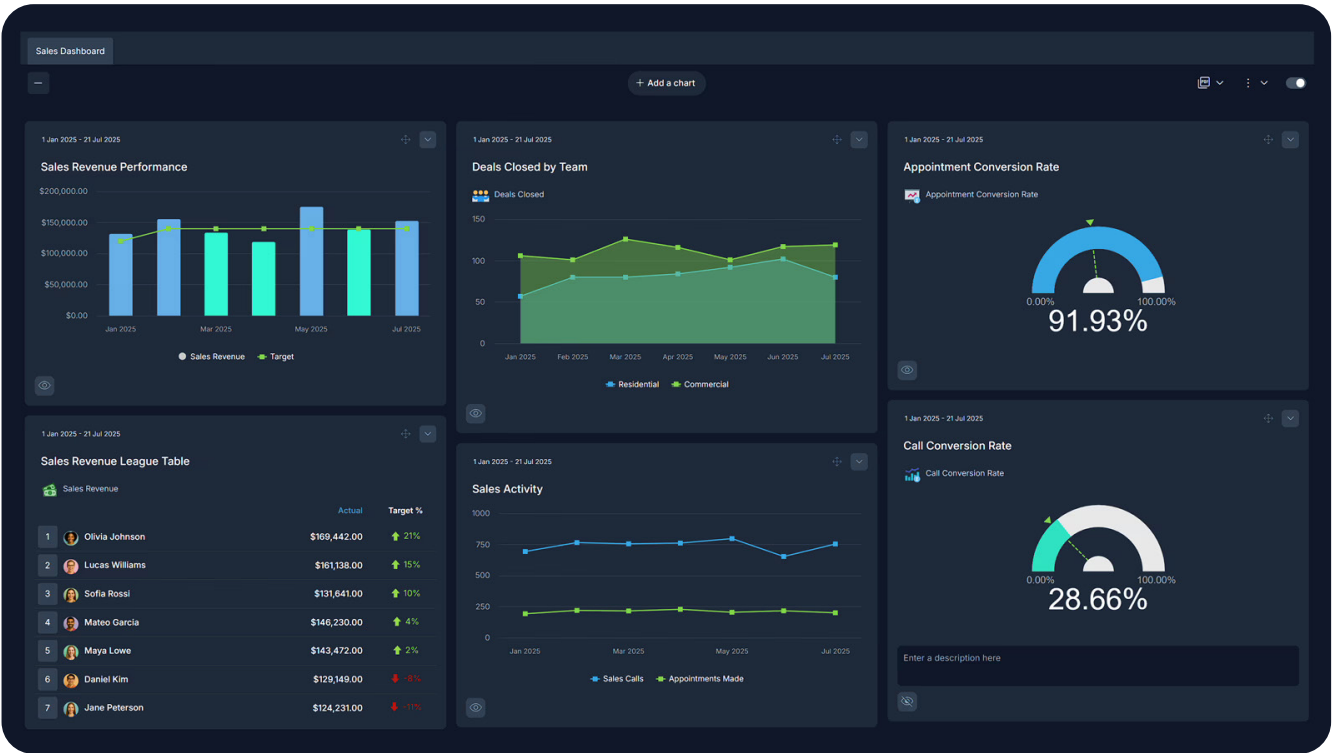 Sales Dashboard
+ Add a chart
1 Jan 2025 - 21 Jul 2025
Sales Revenue Performance
$200,000.00
$150,000.00
$100,000.00
$50,000.00
$0.00
Jan 2025 Mar 2025 May 2025 Jul 2025
Sales Revenue Target
1 Jan 2025 - 21 Jul 2025
Sales Revenue League Table
Sales Revenue
Actual Target %
1 Olivia Johnson $169,442.00 21%
2 Lucas Williams $161,138.00 15%
3 Sofia Rossi $131,641.00 10%
4 Mateo Garcia $146,230.00 4%
5 Maya Lowe $143,472.00 2%
6 Daniel Kim $129,149.00 -8%
7 Jane Peterson $124,231.00 -11%
1 Jan 2025 - 21 Jul 2025
Deals Closed by Team
Deals Closed
150
100
50
0
Jan 2025 Feb 2025 Mar 2025 Apr 2025 May 2025 Jun 2025 Jul 2025
Residential Commercial
1 Jan 2025 - 21 Jul 2025
Sales Activity
1000
750
500
250
0
Jan 2025 Mar 2025 May 2025 Jul 2025
Sales Calls Appointments Made
1 Jan 2025 - 21 Jul 2025
Appointment Conversion Rate
Appointment Conversion Rate
0.00% 100.00%
91.93%
1 Jan 2025 - 21 Jul 2025
Call Conversion Rate
Call Conversion Rate
0.00% 100.00%
28.66%
Enter a description here